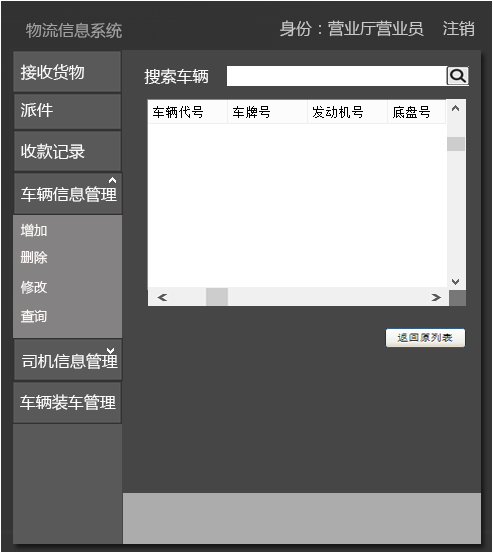 物流信息系统
身份：营业厅营业员 注销
接收货物
派件
收款记录
车辆信息管理
增加
删除
修改
查询
司机信息管理
车辆装车管理
搜索车辆
车辆代号 车牌号 发动机号 底盘号
返回原列表